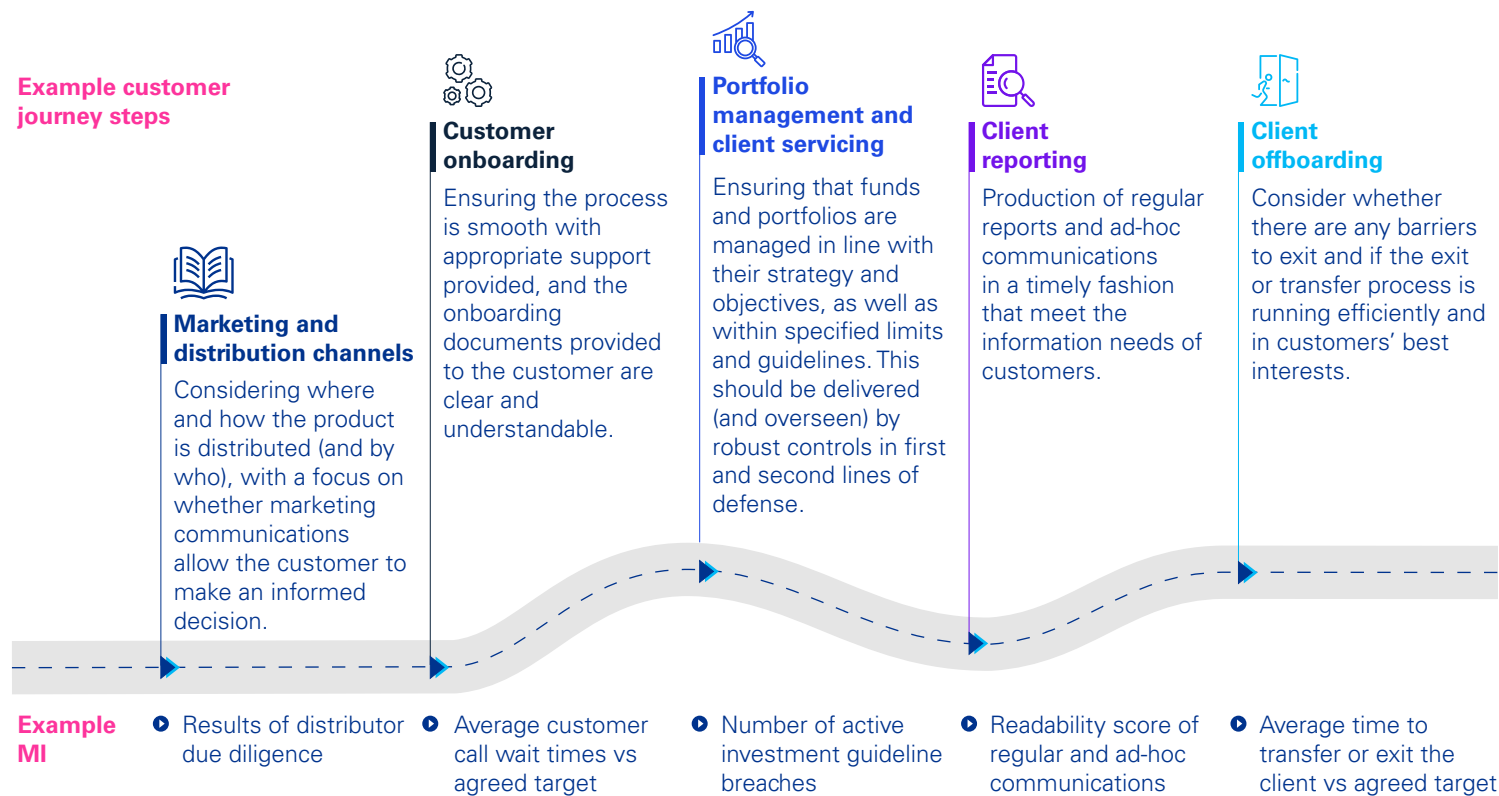 Example customer
journey steps
Marketing and
distribution channels
Considering where
and how the product
is distributed (and by
who), with a focus on
whether marketing
communications
allow the customer to
make an informed
decision.
Customer
onboarding
Ensuring the process
is smooth with
appropriate support
provided, and the
onboarding
documents provided
to the customer are
clear and
understandable.
Portfolio
management and
client servicing
Ensuring that funds
and portfolios are
managed in line with
their strategy and
objectives, as well as
within specified limits
and guidelines. This
should be delivered
(and overseen) by
robust controls in first
and second lines of
defense.
Client
reporting
Production of regular
reports and ad-hoc
communications
in a timely fashion
that meet the
information needs of
customers.
Client
offboarding
Consider whether
there are any barriers
to exit and if the exit
or transfer process is
running efficiently and
in customers’ best
interests.
Example
MI
Results of distributor
due diligence
Average customer
call wait times vs
agreed target
Number of active
investment guideline
breaches
Readability score of
regular and ad-hoc
communications
Average time to
transfer or exit the
client vs agreed target